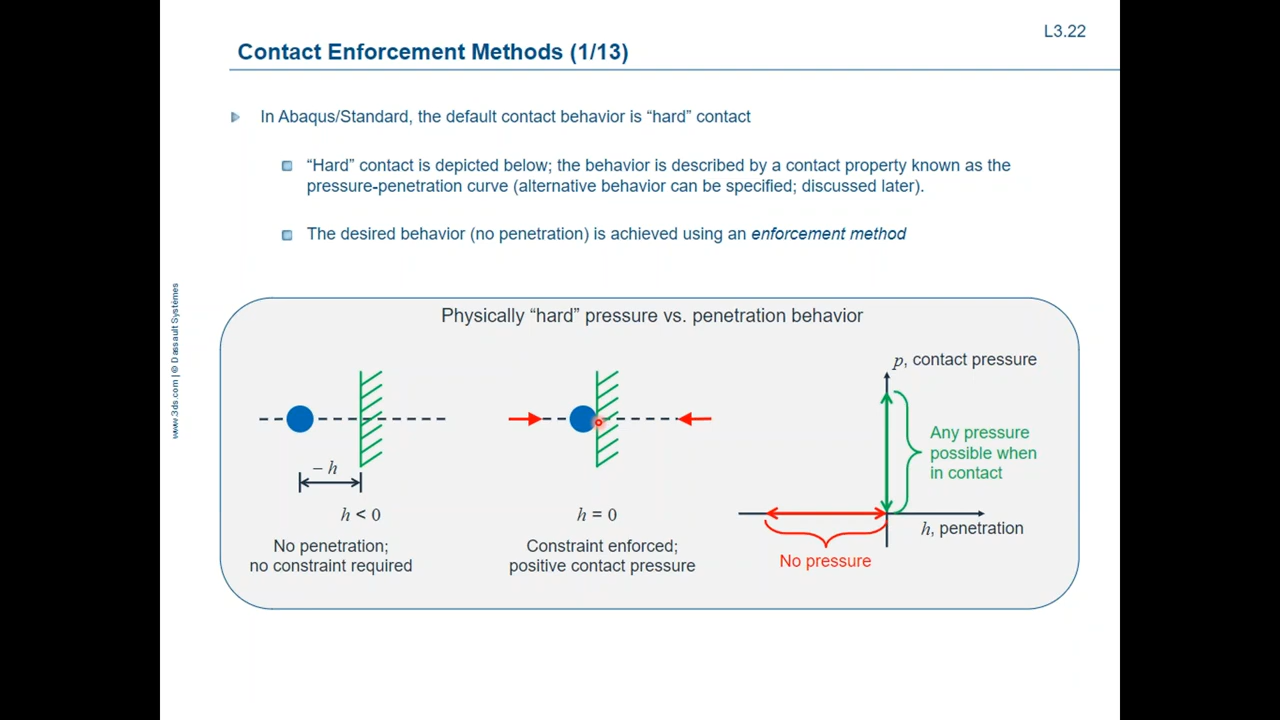 L3.22
Contact Enforcement Methods (1/13)
In Abaqus/Standard, the default contact behavior is “hard” contact
“Hard” contact is depicted below; the behavior is described by a contact property known as the
pressure-penetration curve (alternative behavior can be specified; discussed later).
The desired behavior (no penetration) is achieved using an enforcement method
www.3ds.com | © Dassault Systèmes
Physically “hard” pressure vs. penetration behavior
− h
h < 0
No penetration;
no constraint required
h = 0
Constraint enforced;
positive contact pressure
p, contact pressure
Any pressure
possible when
in contact
h, penetration
No pressure